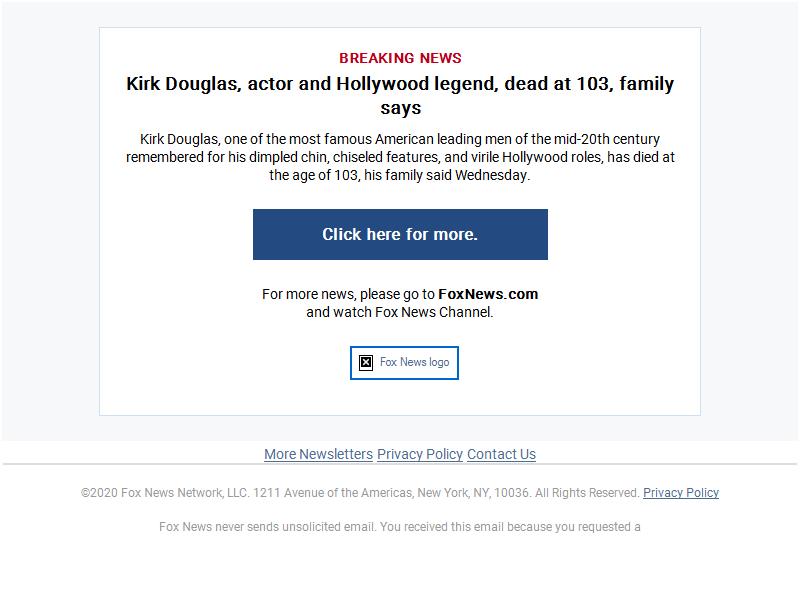 BREAKING NEWS
Kirk Douglas, actor and Hollywood legend, dead at 103, family
says
Kirk Douglas, one of the most famous American leading men of the mid-20th century
remembered for his dimpled chin, chiseled features, and virile Hollywood roles, has died at
the age of 103, his family said Wednesday.
Click here for more.
For more news, please go to FoxNews.com
and watch Fox News Channel.
Fox News logo
More Newsletters Privacy Policy Contact Us
©2020 Fox News Network, LLC. 1211 Avenue of the Americas, New York, NY, 10036. All Rights Reserved. Privacy Policy
Fox News never sends unsolicited email. You received this email because you requested a